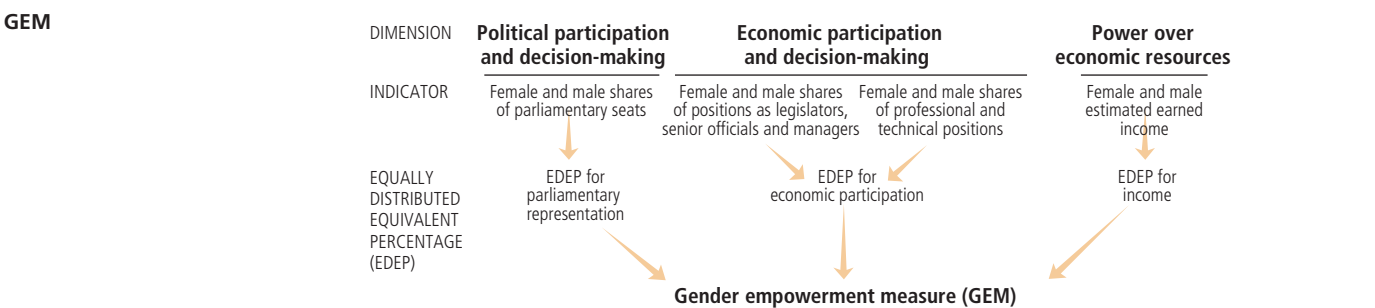 GEM
DIMENSION
Political participation
and decision-making
Economic participation
and decision-making
Power over
economic resources
INDICATOR
Female and male shares
of parliamentary seats
Female and male shares
of positions as legislators,
senior officials and managers
Female and male shares
of professional and
technical positions
Female and male
estimated earned
income
EQUALLY
DISTRIBUTED
EQUIVALENT
PERCENTAGE
(EDEP)
EDEP for
parliamentary
representation
EDEP for
economic participation
EDEP for
income
Gender empowerment measure (GEM)